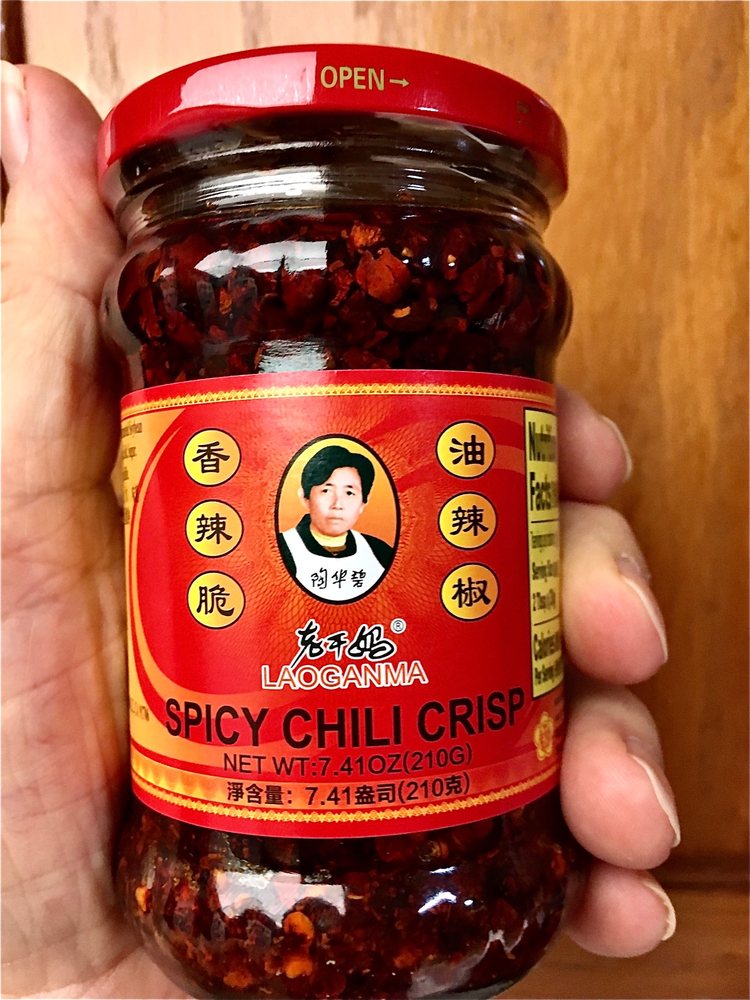 OPEN→
香辣脆
油辣椒
陶华碧
老干妈®
LAOGANMA
SPICY CHILI CRISP
NET WT:7.41OZ(210G)
淨含量：7.41盎司(210克)
Facts